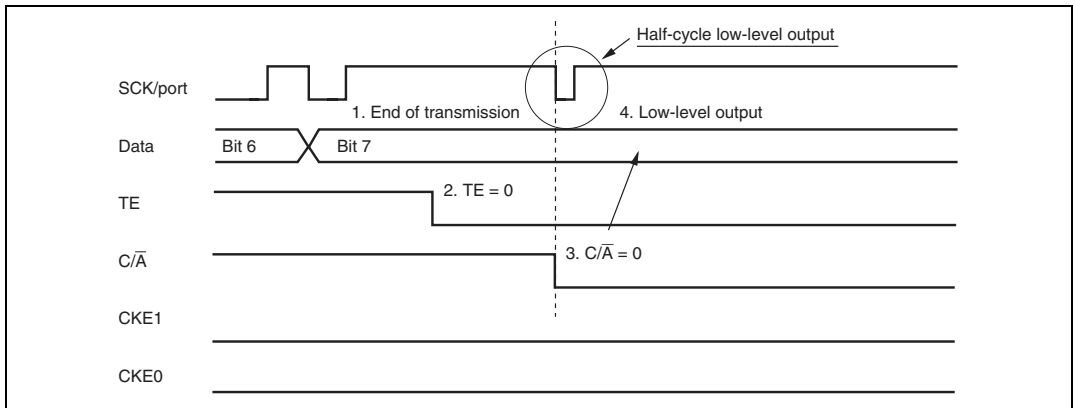 Half-cycle low-level output
SCK/port
1. End of transmission
4. Low-level output
Data
Bit 6
Bit 7
TE
2. TE = 0
C/A̅
3. C/A̅ = 0
CKE1
CKE0